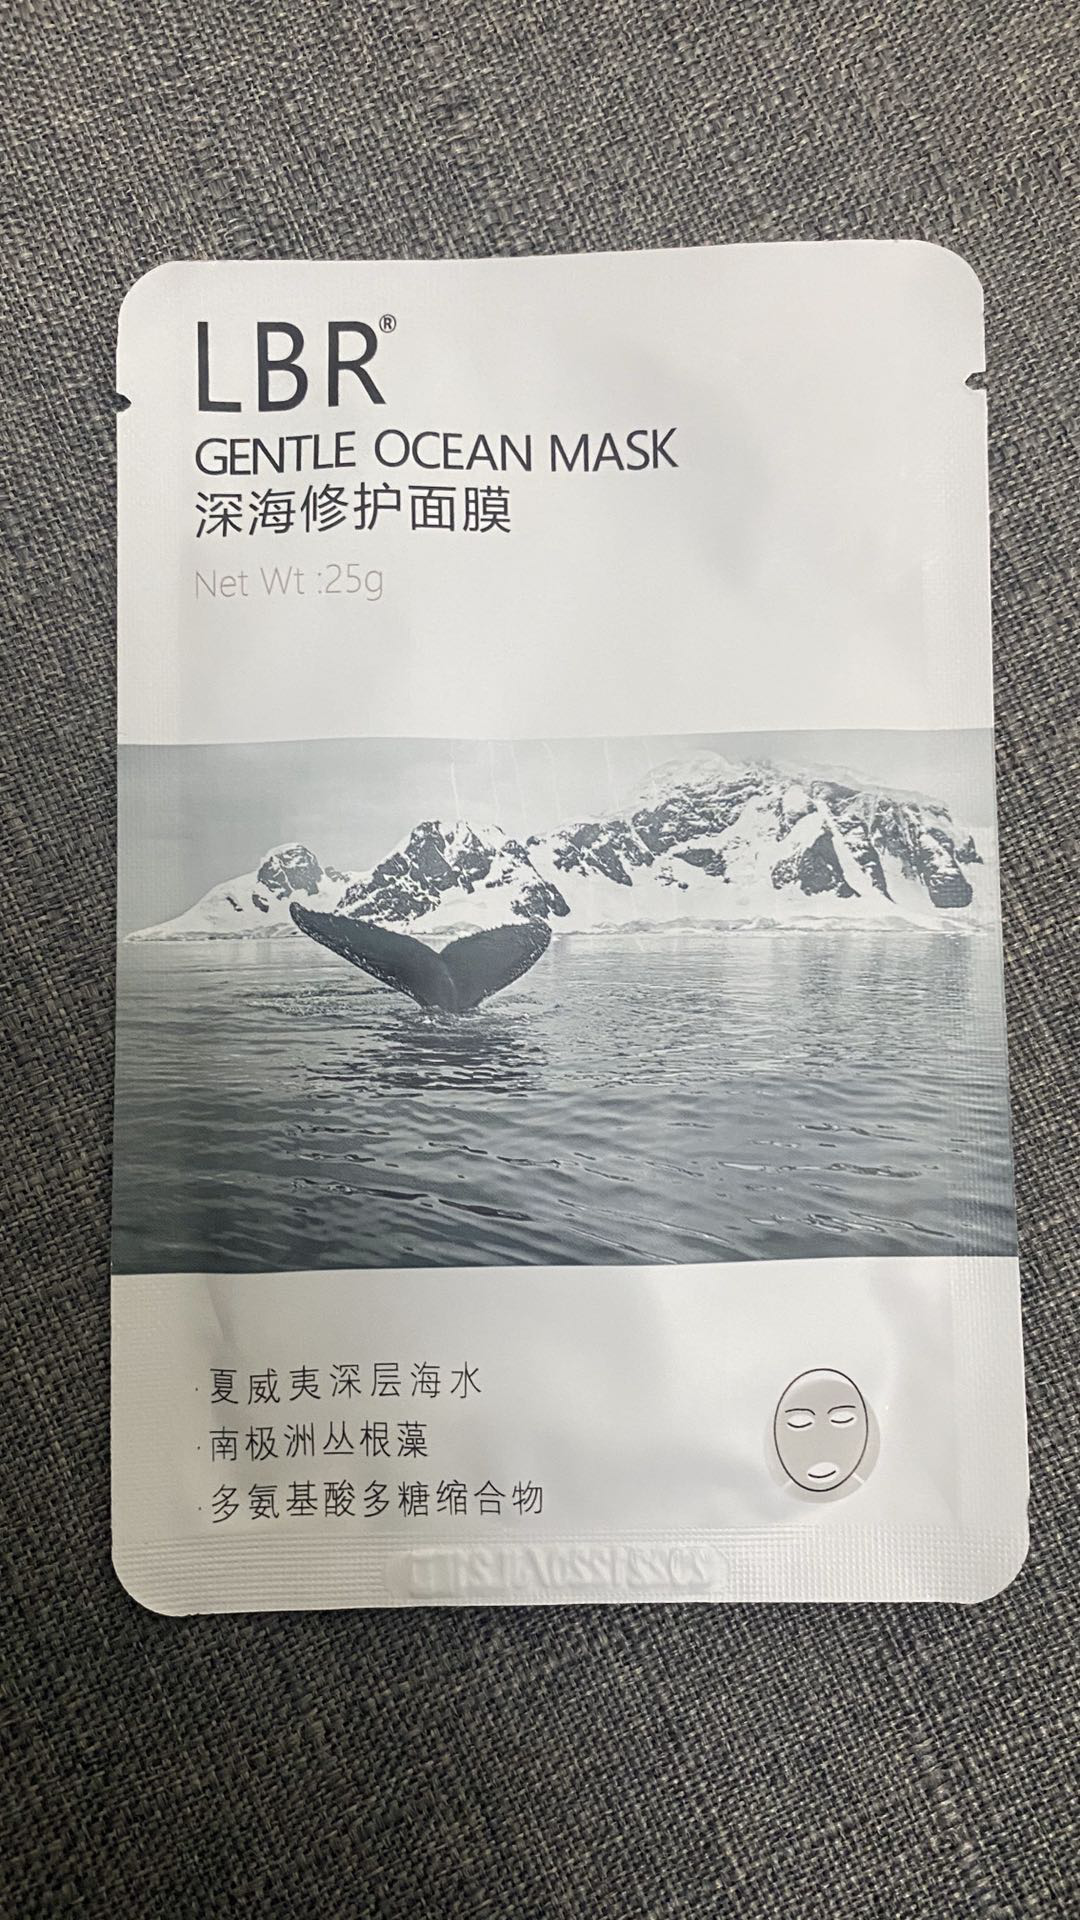 LBR®
GENTLE OCEAN MASK
深海修护面膜
Net Wt :25g
·夏威夷深层海水
·南极洲丛根藻
·多氨基酸多糖缩合物